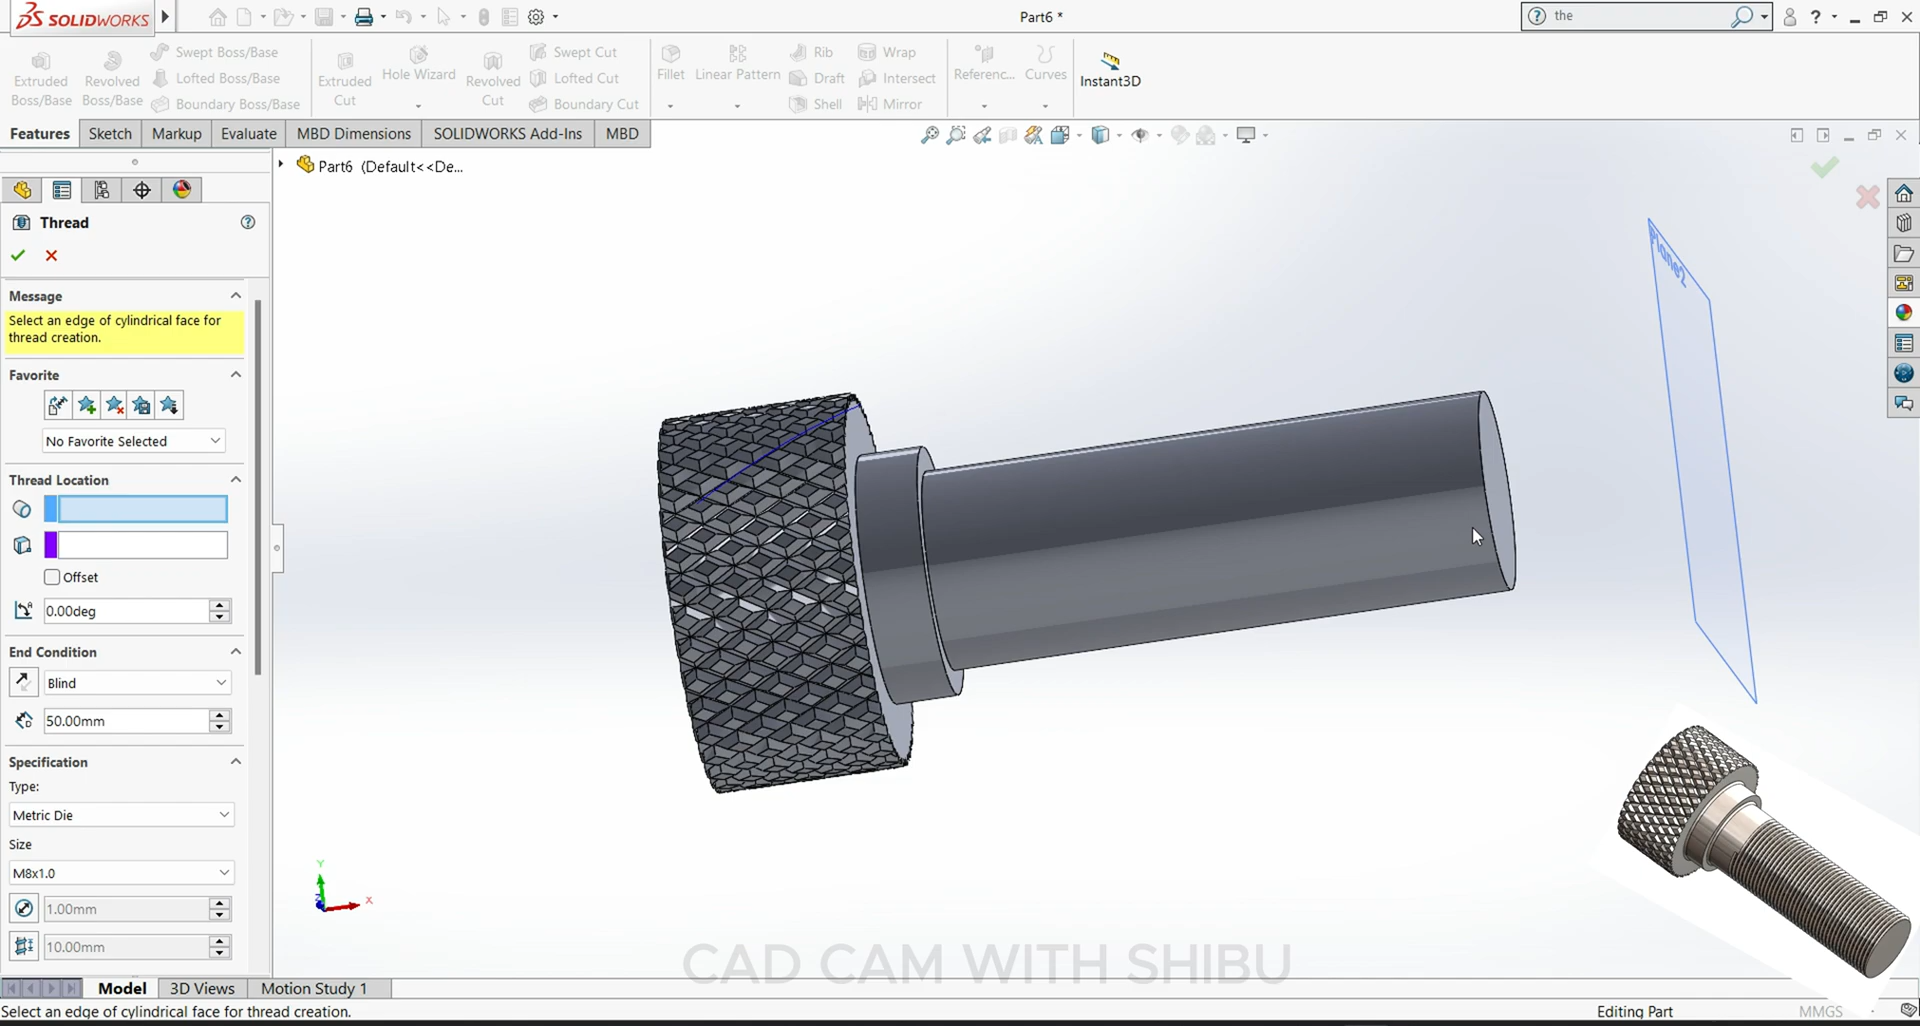 SOLIDWORKS
Part6 *
the
Extruded Boss/Base
Revolved Boss/Base
Swept Boss/Base
Lofted Boss/Base
Boundary Boss/Base
Extruded Cut
Hole Wizard
Revolved Cut
Swept Cut
Lofted Cut
Boundary Cut
Fillet
Linear Pattern
Rib
Draft
Shell
Wrap
Intersect
Mirror
Referenc...
Curves
Instant3D
Features
Sketch
Markup
Evaluate
MBD Dimensions
SOLIDWORKS Add-Ins
MBD
Part6 (Default<<De...
Thread
Message
Select an edge of cylindrical face for
thread creation.
Favorite
No Favorite Selected
Thread Location
Offset
0.00deg
End Condition
Blind
50.00mm
Specification
Type:
Metric Die
Size
M8x1.0
1.00mm
10.00mm
Plane2
Y
X
Z
CAD CAM WITH SHIBU
Model
3D Views
Motion Study 1
Select an edge of cylindrical face for thread creation.
Editing Part
MMGS